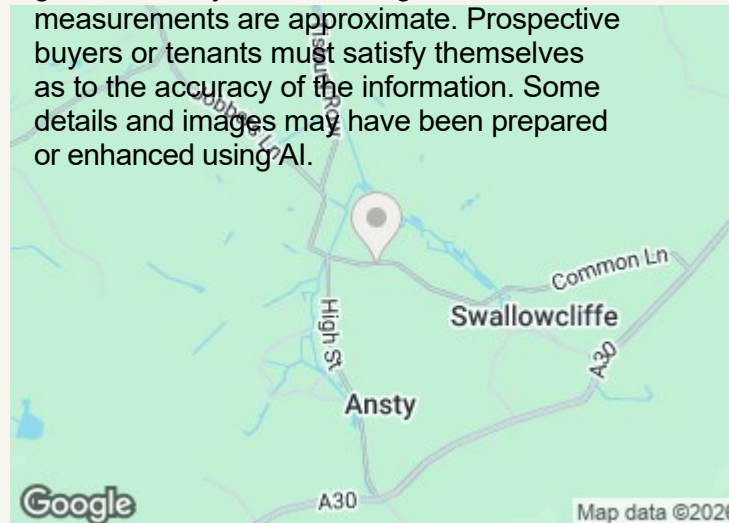 measurements are approximate. Prospective
buyers or tenants must satisfy themselves
as to the accuracy of the information. Some
details and images may have been prepared
or enhanced using AI.
Common Ln
Swallowcliffe
High St
A30
Ansty
A30
Google
Map data ©2026